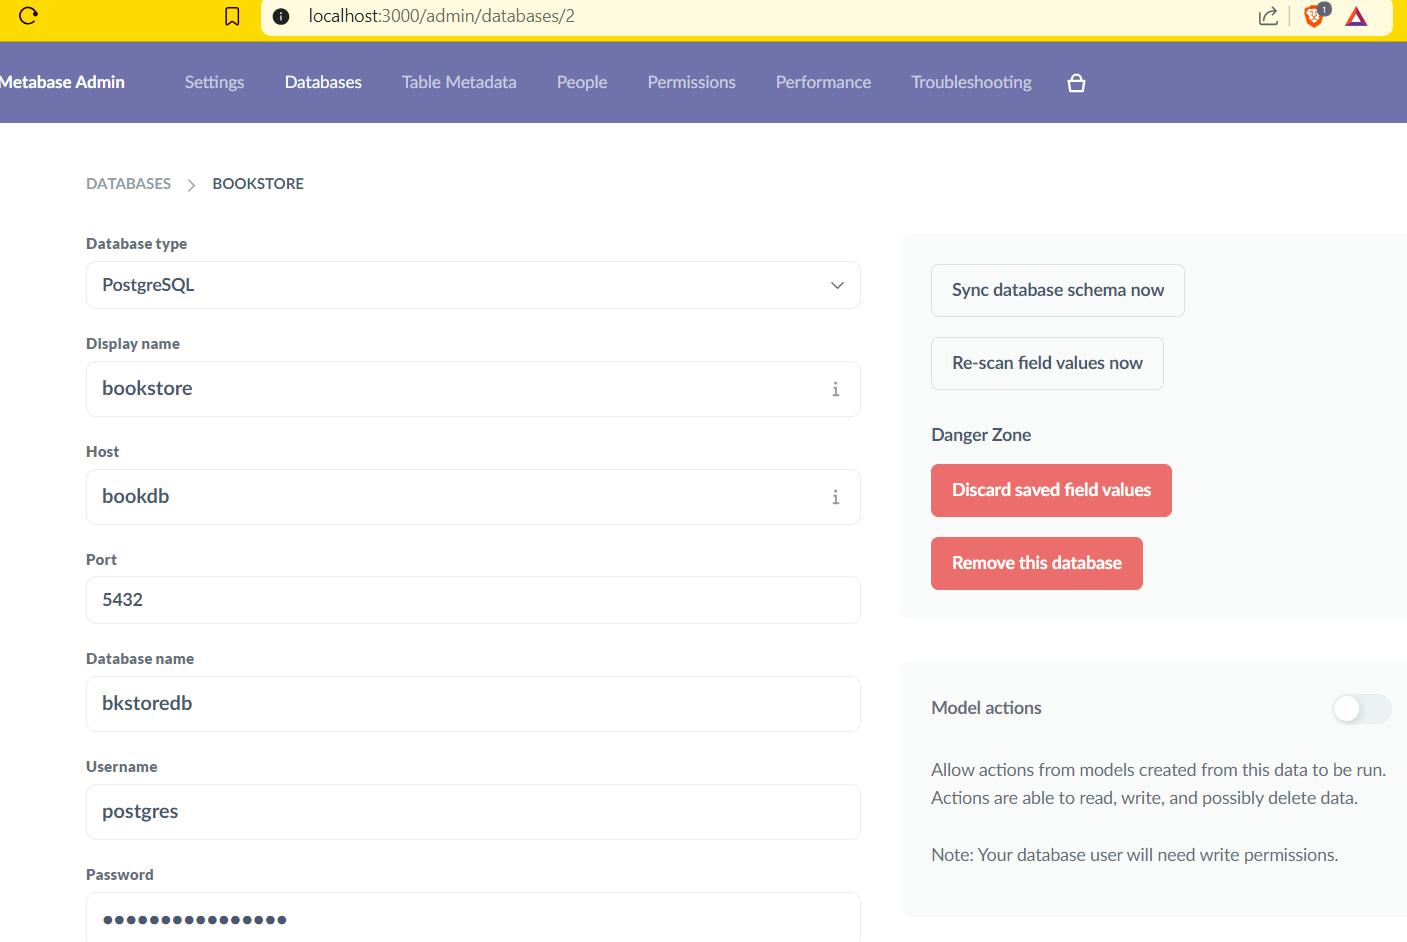 localhost:3000/admin/databases/2
1
Metabase Admin Settings Databases Table Metadata People Permissions Performance Troubleshooting
DATABASES > BOOKSTORE
Database type
PostgreSQL
Display name
bookstore
Host
bookdb
Port
5432
Database name
bkstoredb
Username
postgres
Password
••••••••••••••••
Sync database schema now
Re-scan field values now
Danger Zone
Discard saved field values
Remove this database
Model actions
Allow actions from models created from this data to be run.
Actions are able to read, write, and possibly delete data.
Note: Your database user will need write permissions.